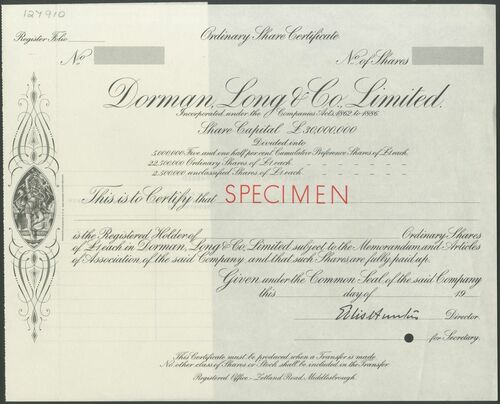 127910
Register Folio
Ordinary Share Certificate
No.
No. of Shares
Dorman, Long & Co., Limited.
Incorporated under the Companies Acts, 1862 to 1886.
Share Capital £30,000,000
Divided into
5,000,000 Five and one half per cent. Cumulative Preference Shares of £1 each.
22,500,000 Ordinary Shares of £1 each.
2,500,000 unclassified Shares of £1 each.
This is to Certify that SPECIMEN
is the Registered Holder of Ordinary Shares
of £1 each in Dorman, Long & Co., Limited subject to the Memorandum and Articles
of Association of the said Company and that such Shares are fully paid up.
Given under the Common Seal of the said Company
this day of 19
Ellis Hunter Director.
for Secretary.
This Certificate must be produced when a Transfer is made.
No other class of Shares or Stock shall be included in the Transfer.
Registered Office - Zetland Road, Middlesbrough.